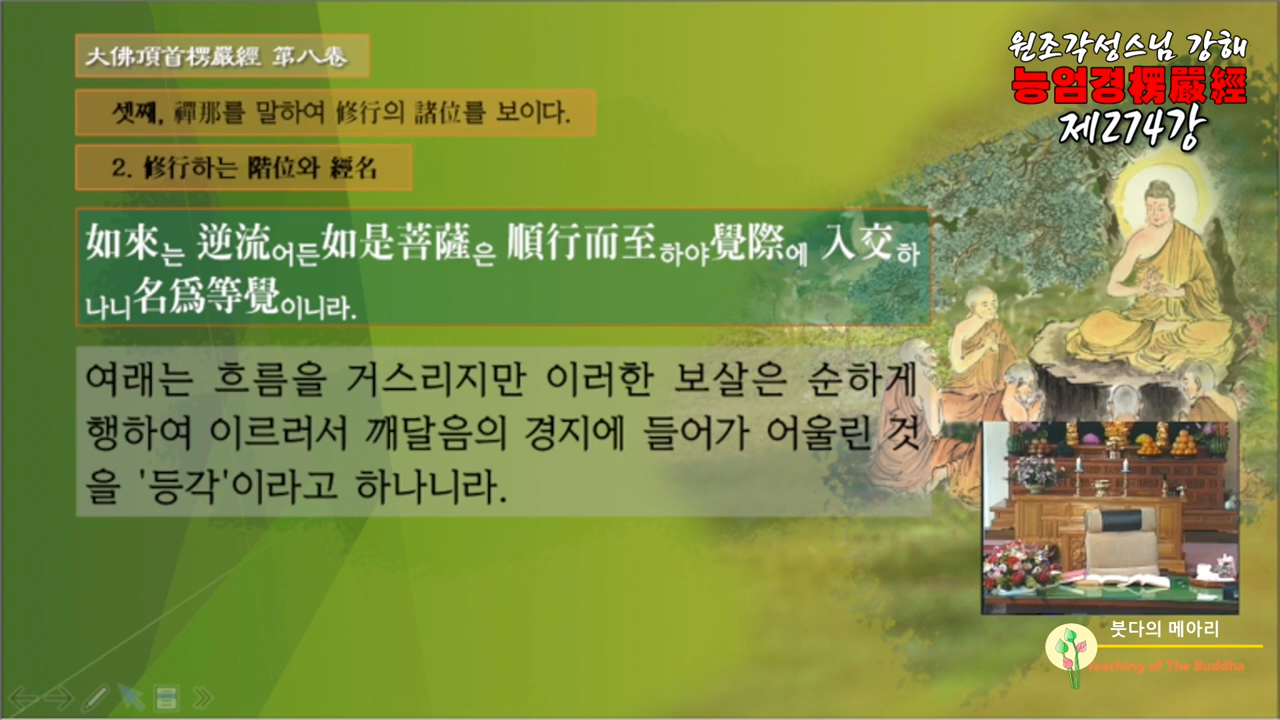 大佛頂首楞嚴經 第八卷
셋째, 禪那를 말하여 修行의 諸位를 보이다.
2. 修行하는 階位와 經名
如來는 逆流어든如是菩薩은 順行而至하야覺際에 入交하
나니名爲等覺이니라.
여래는 흐름을 거스리지만 이러한 보살은 순하게
행하여 이르러서 깨달음의 경지에 들어가 어울린 것
을 '등각'이라고 하나니라.
원조각성스님 강해
능엄경楞嚴經
제274강
붓다의 메아리
Teaching of The Buddha